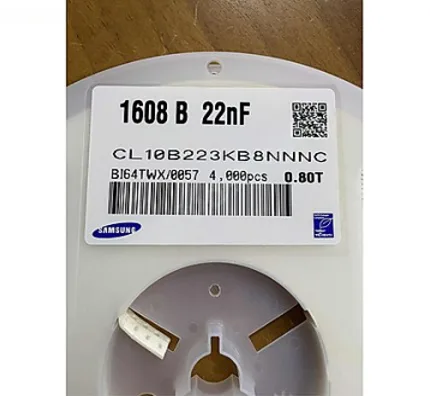 1608 B 22nF
CL10B223KB8NNNC
BI64TWX/0057 4,000pcs 0.80T
SAMSUNG